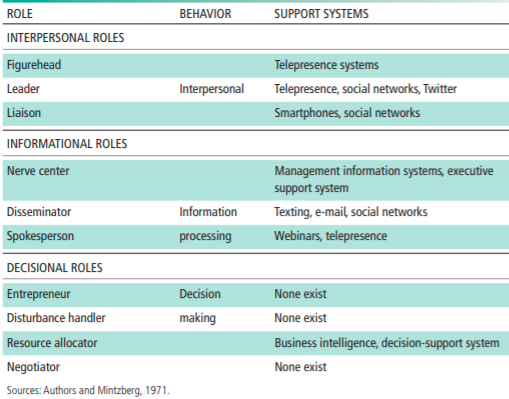 ROLE BEHAVIOR SUPPORT SYSTEMS
INTERPERSONAL ROLES
Figurehead Telepresence systems
Leader Interpersonal Telepresence, social networks, Twitter
Liaison Smartphones, social networks
INFORMATIONAL ROLES
Nerve center Management information systems, executive
support system
Disseminator Information Texting, e-mail, social networks
Spokesperson processing Webinars, telepresence
DECISIONAL ROLES
Entrepreneur Decision None exist
Disturbance handler making None exist
Resource allocator Business intelligence, decision-support system
Negotiator None exist
Sources: Authors and Mintzberg, 1971.